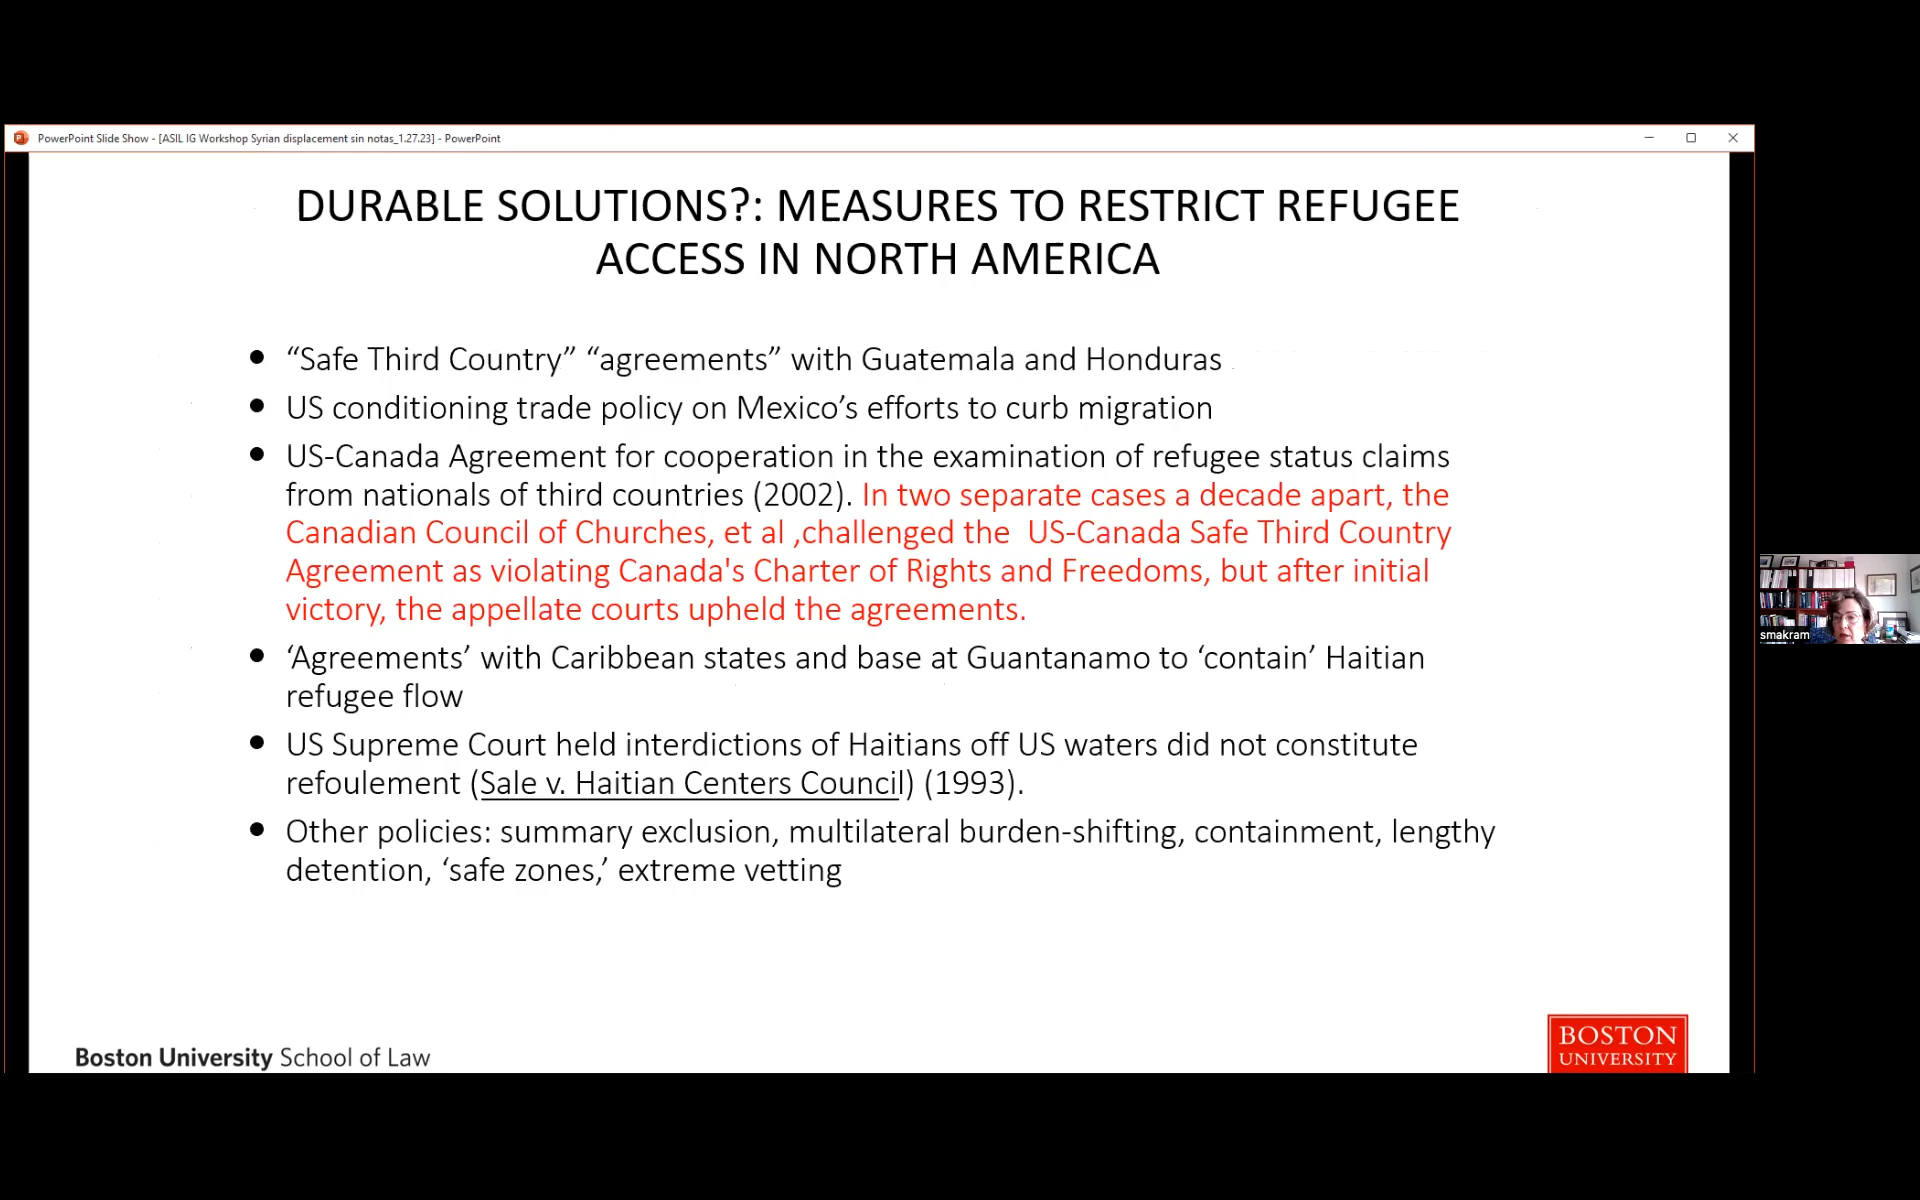 PowerPoint Slide Show - [ASIL IG Workshop Syrian displacement sin notas_1.27.23] - PowerPoint
DURABLE SOLUTIONS?: MEASURES TO RESTRICT REFUGEE
ACCESS IN NORTH AMERICA
• “Safe Third Country” “agreements” with Guatemala and Honduras
• US conditioning trade policy on Mexico’s efforts to curb migration
• US-Canada Agreement for cooperation in the examination of refugee status claims
from nationals of third countries (2002). In two separate cases a decade apart, the
Canadian Council of Churches, et al ,challenged the  US-Canada Safe Third Country
Agreement as violating Canada's Charter of Rights and Freedoms, but after initial
victory, the appellate courts upheld the agreements.
• ‘Agreements’ with Caribbean states and base at Guantanamo to ‘contain’ Haitian
refugee flow
• US Supreme Court held interdictions of Haitians off US waters did not constitute
refoulement (Sale v. Haitian Centers Council) (1993).
• Other policies: summary exclusion, multilateral burden-shifting, containment, lengthy
detention, ‘safe zones,’ extreme vetting
smakram
Boston University School of Law
BOSTON
UNIVERSITY